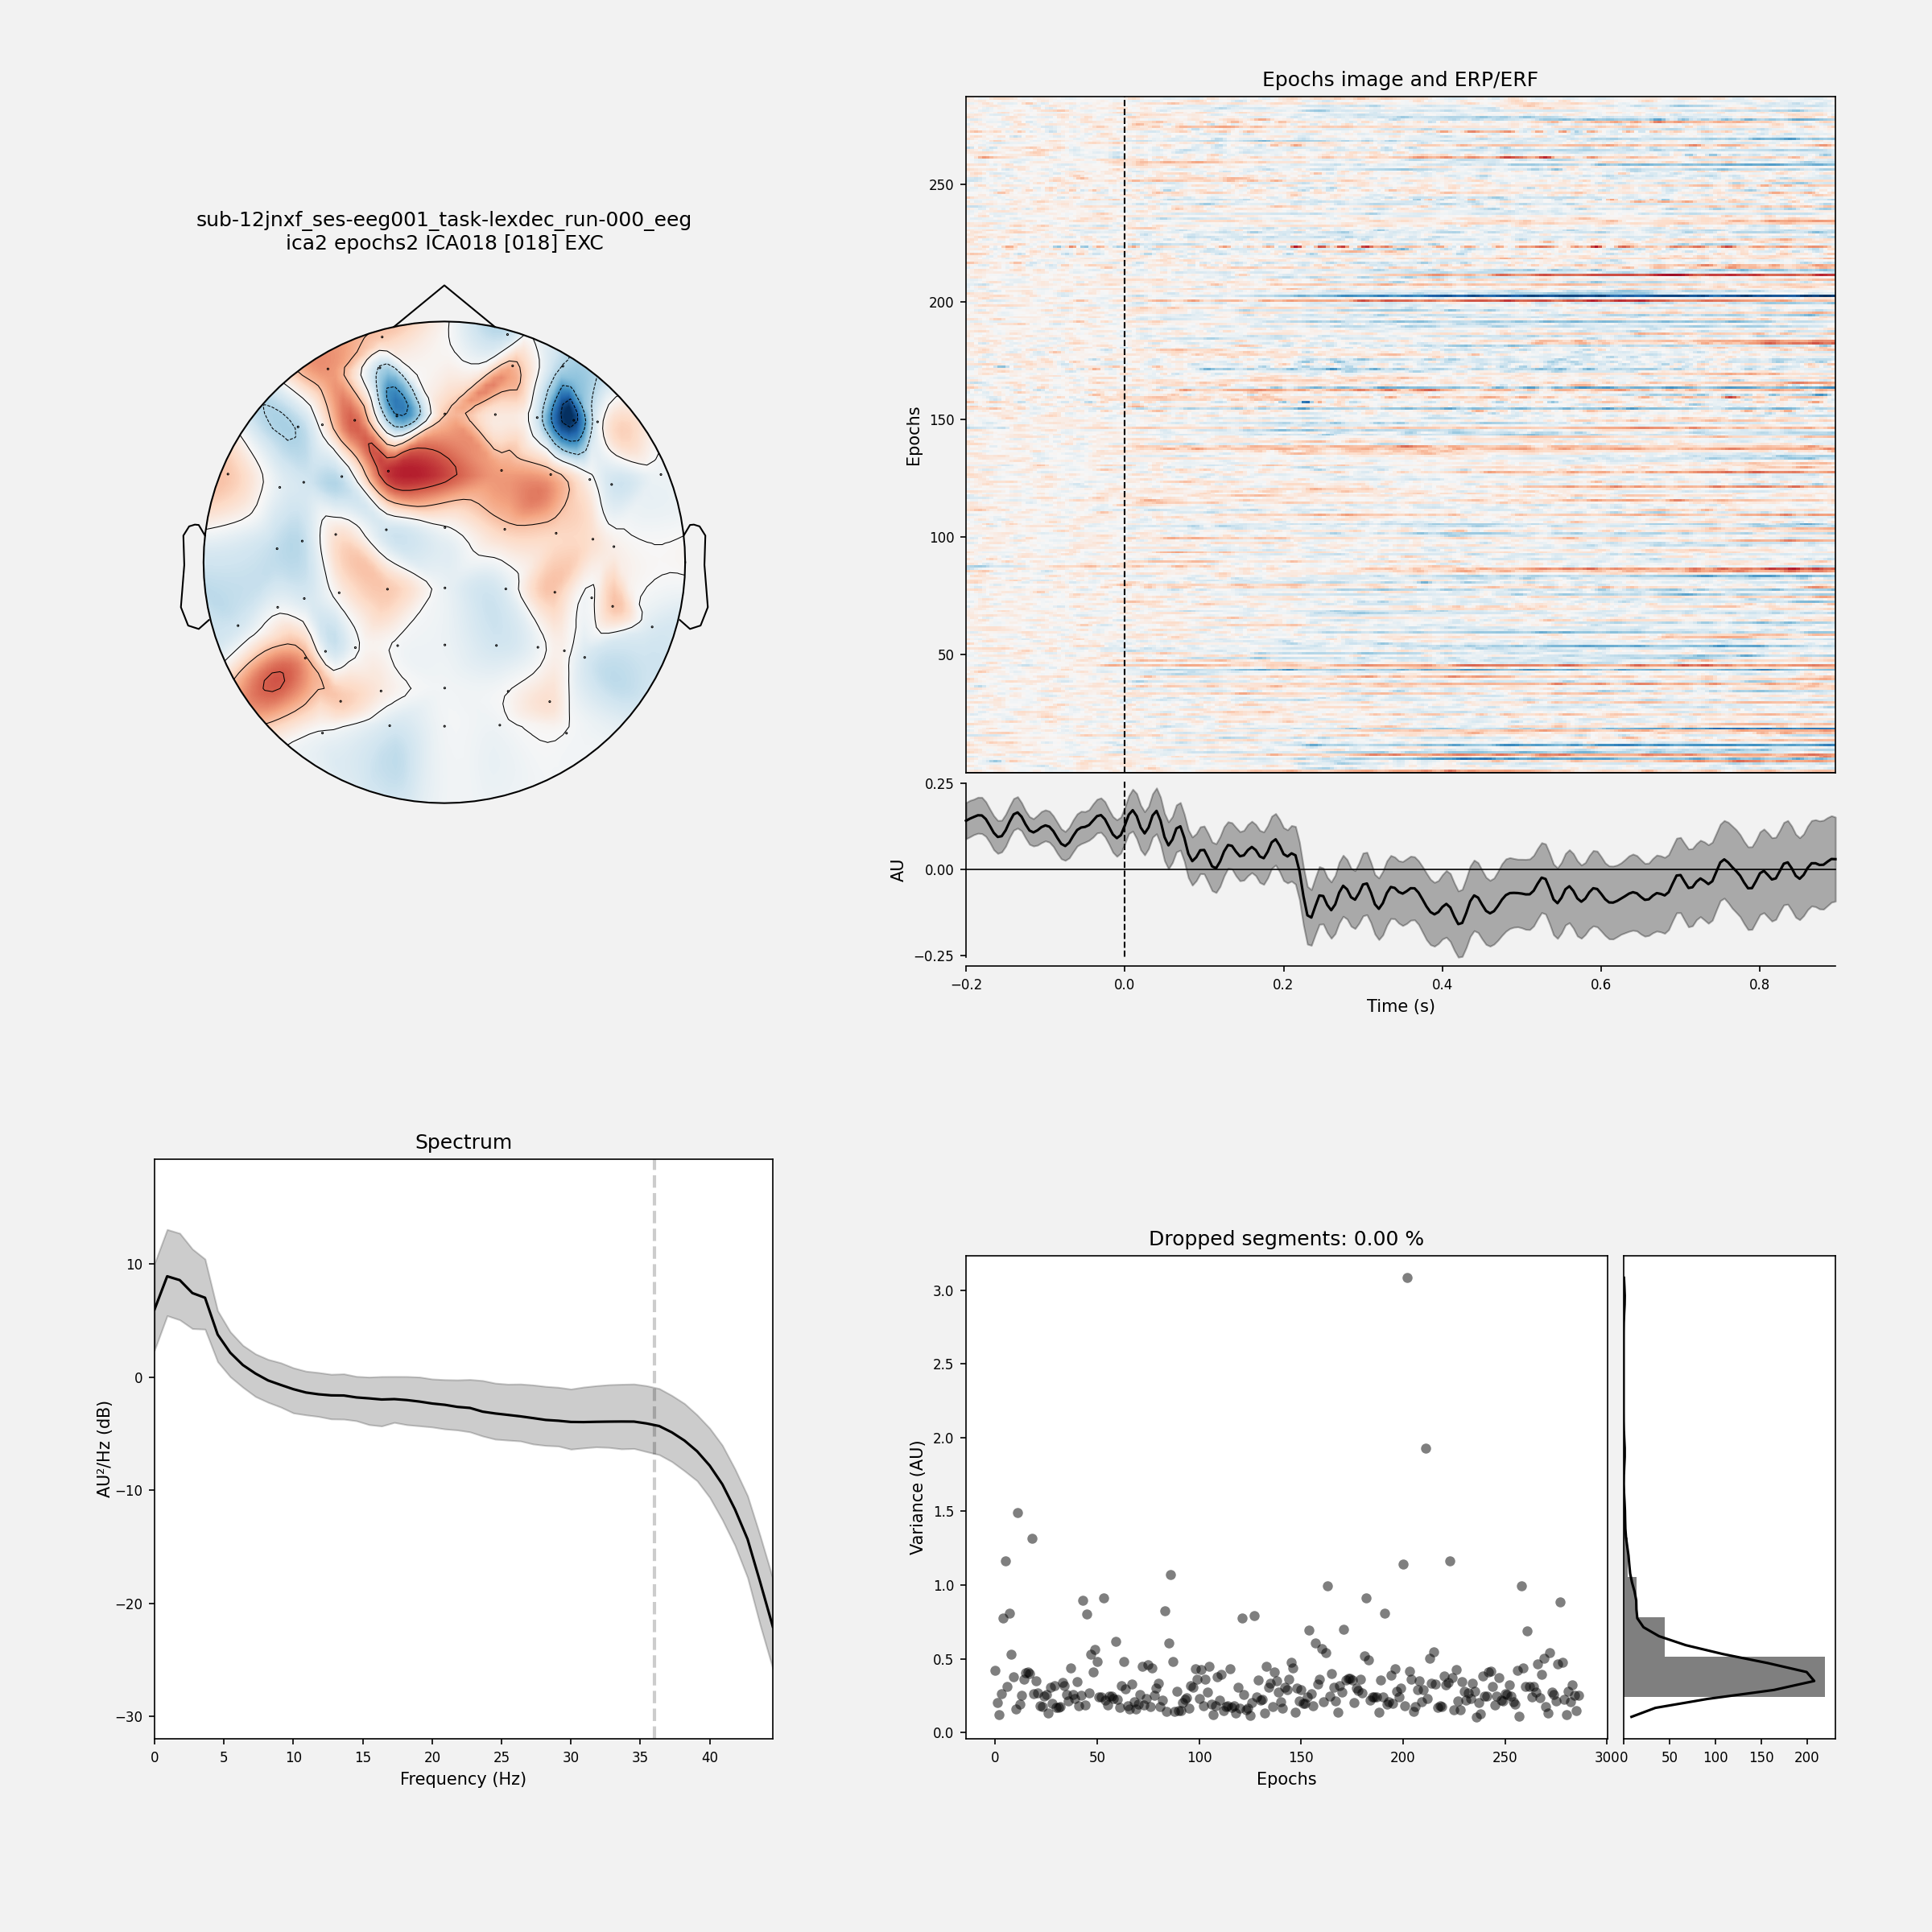 sub-12jnxf_ses-eeg001_task-lexdec_run-000_eeg
ica2 epochs2 ICA018 [018] EXC
Epochs image and ERP/ERF
Epochs
250
200
150
100
50
AU
0.25
0.00
−0.25
−0.2 0.0 0.2 0.4 0.6 0.8
Time (s)
Spectrum
AU²/Hz (dB)
10
0
−10
−20
−30
0 5 10 15 20 25 30 35 40
Frequency (Hz)
Dropped segments: 0.00 %
Variance (AU)
3.0
2.5
2.0
1.5
1.0
0.5
0.0
0 50 100 150 200 250 300
Epochs
0 50 100 150 200